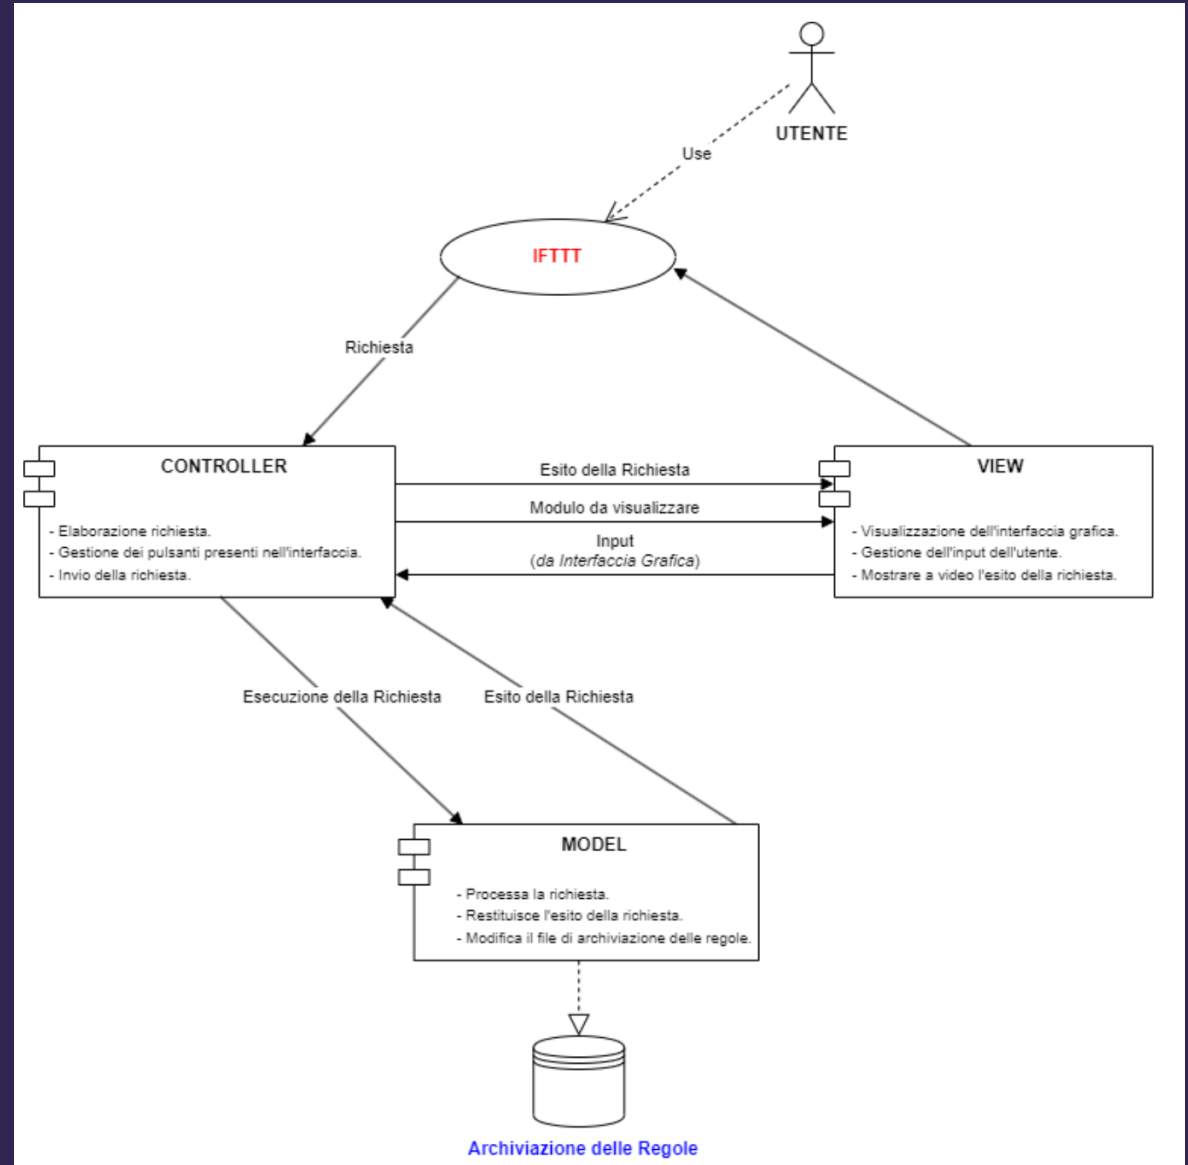 UTENTE
Use
IFTTT
Richiesta
CONTROLLER
- Elaborazione richiesta.
- Gestione dei pulsanti presenti nell'interfaccia.
- Invio della richiesta.
Esito della Richiesta
Modulo da visualizzare
Input
(da Interfaccia Grafica)
VIEW
- Visualizzazione dell'interfaccia grafica.
- Gestione dell'input dell'utente.
- Mostrare a video l'esito della richiesta.
Esecuzione della Richiesta
Esito della Richiesta
MODEL
- Processa la richiesta.
- Restituisce l'esito della richiesta.
- Modifica il file di archiviazione delle regole.
Archiviazione delle Regole